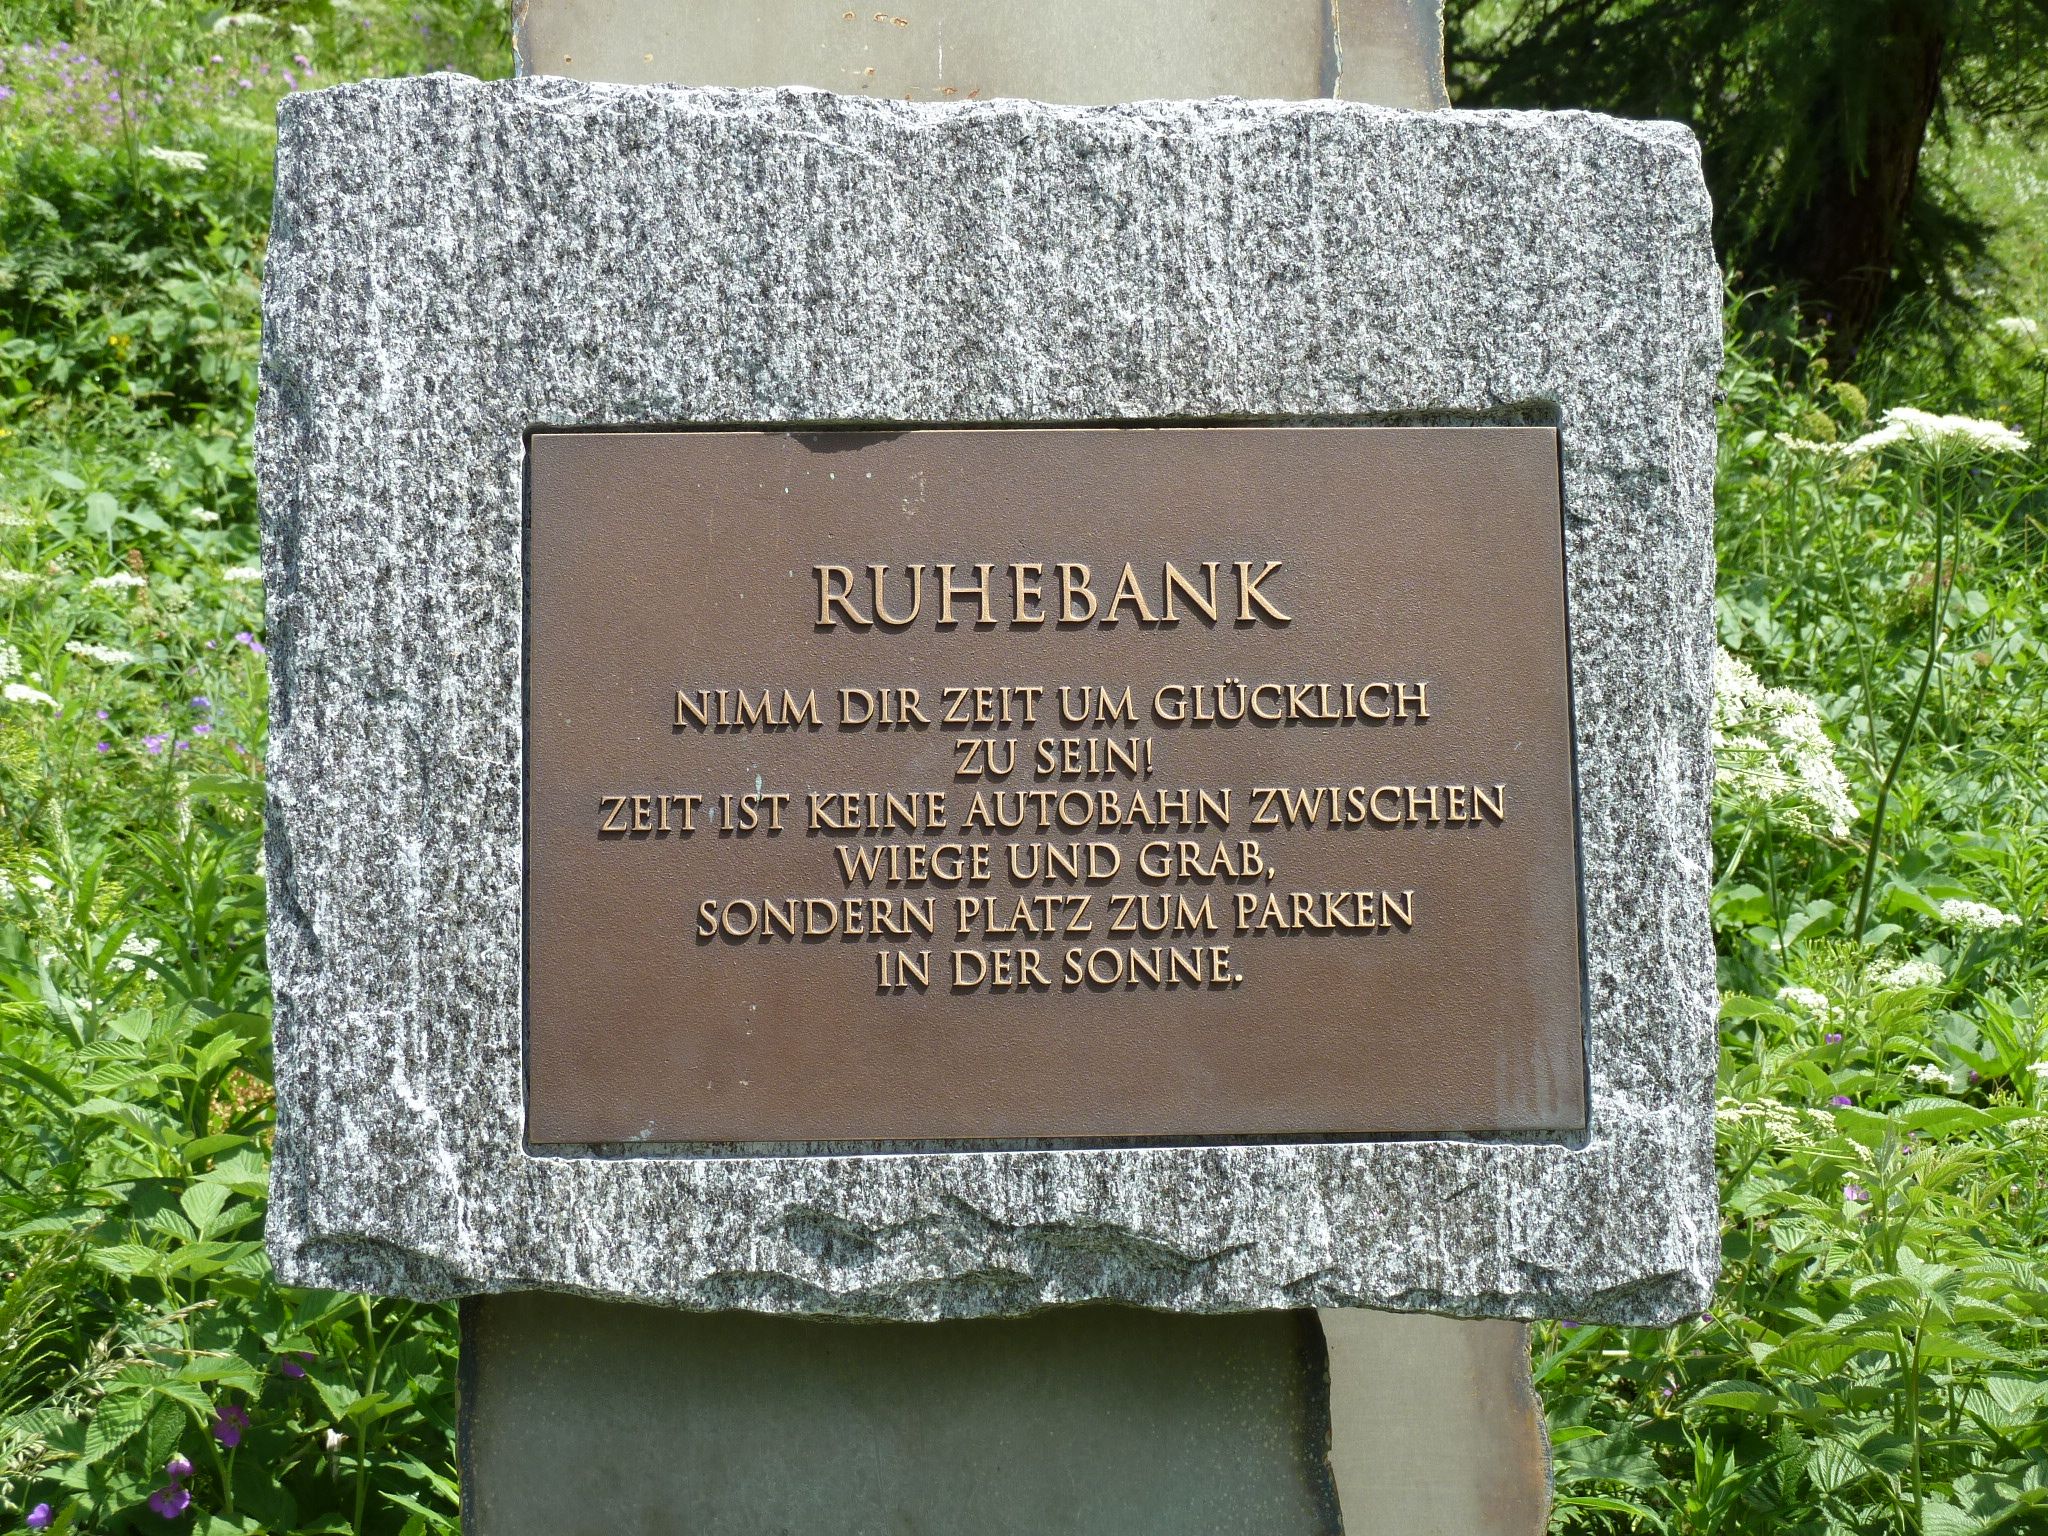 RUHEBANK
NIMM DIR ZEIT UM GLÜCKLICH
ZU SEIN!
ZEIT IST KEINE AUTOBAHN ZWISCHEN
WIEGE UND GRAB,
SONDERN PLATZ ZUM PARKEN
IN DER SONNE.